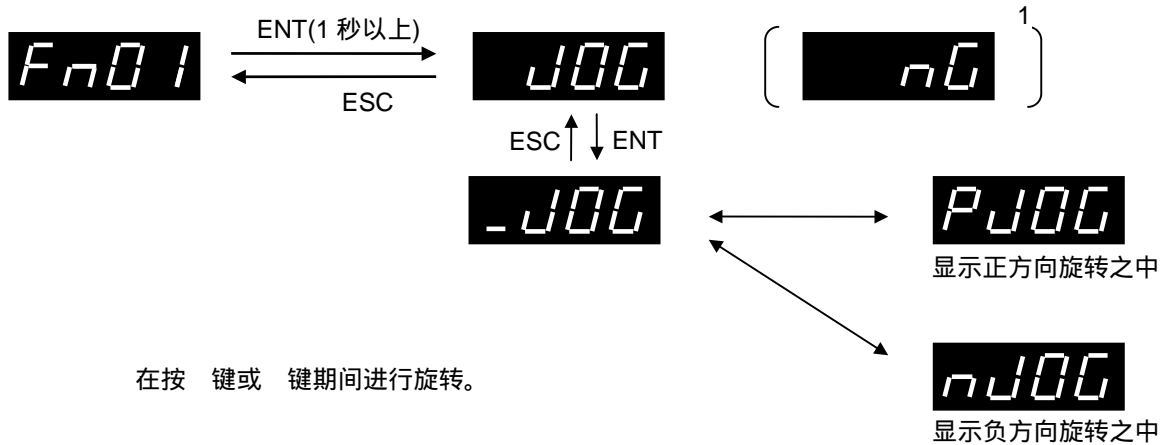 Fn01
ENT(1 秒以上)
ESC
JOG
nG
1
ESC
ENT
_JOG
PJOG
显示正方向旋转之中
在按 键或 键期间进行旋转。
nJOG
显示负方向旋转之中